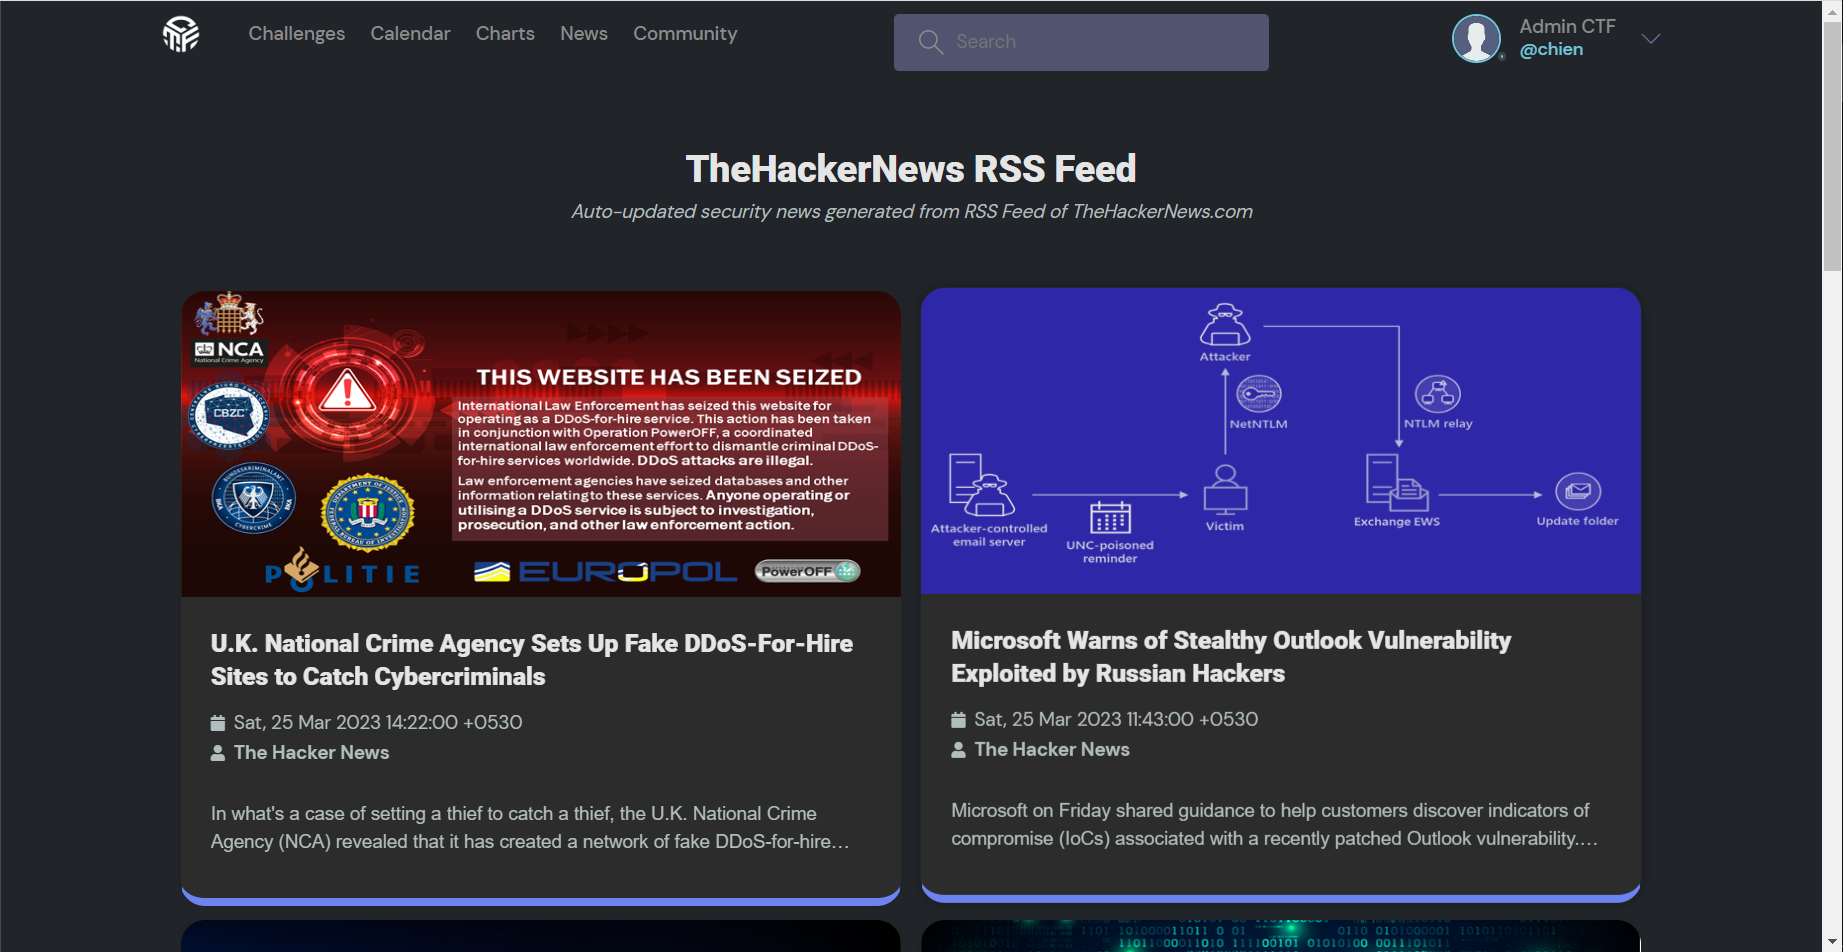 Challenges Calendar Charts News Community
Search
Admin CTF
@chien
TheHackerNews RSS Feed
Auto-updated security news generated from RSS Feed of TheHackerNews.com
NCA
National Crime Agency
CBZC
BUNDESKRIMINALAMT
BKA BKA
CYBERCRIME
DEPARTMENT OF JUSTICE
FEDERAL BUREAU OF INVESTIGATION
POLITIE
THIS WEBSITE HAS BEEN SEIZED
International Law Enforcement has seized this website for
operating as a DDoS-for-hire service. This action has been taken
in conjunction with Operation PowerOFF, a coordinated
international law enforcement effort to dismantle criminal DDoS-
for-hire services worldwide. DDoS attacks are illegal.
Law enforcement agencies have seized databases and other
information relating to these services. Anyone operating or
utilising a DDoS service is subject to investigation,
prosecution, and other law enforcement action.
EUROPOL
PowerOFF
U.K. National Crime Agency Sets Up Fake DDoS-For-Hire
Sites to Catch Cybercriminals
Sat, 25 Mar 2023 14:22:00 +0530
The Hacker News
In what's a case of setting a thief to catch a thief, the U.K. National Crime
Agency (NCA) revealed that it has created a network of fake DDoS-for-hire…
Attacker
NetNTLM
NTLM relay
Attacker-controlled
email server
UNC-poisoned
reminder
Victim
Exchange EWS
Update folder
Microsoft Warns of Stealthy Outlook Vulnerability
Exploited by Russian Hackers
Sat, 25 Mar 2023 11:43:00 +0530
The Hacker News
Microsoft on Friday shared guidance to help customers discover indicators of
compromise (IoCs) associated with a recently patched Outlook vulnerability.…